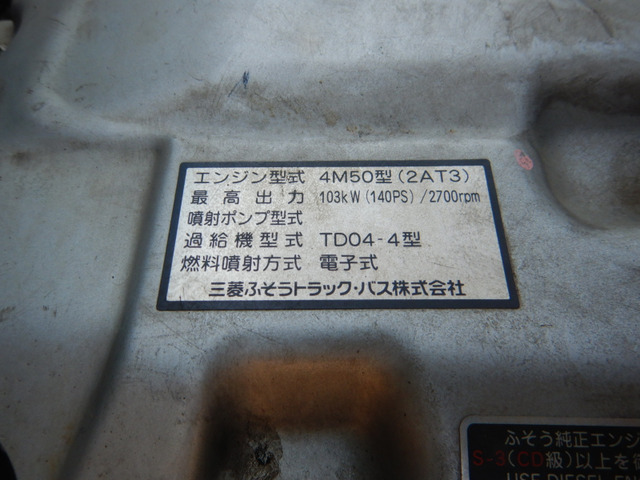 エンジン型式 4M50型(2AT3)
最高出力 103kW(140PS)/2700rpm
噴射ポンプ型式
過給機型式 TD04-4型
燃料噴射方式 電子式
三菱ふそうトラック・バス株式会社
ふそう純正エンジ
S-3(CD級)以上を
USE DIESEL EN